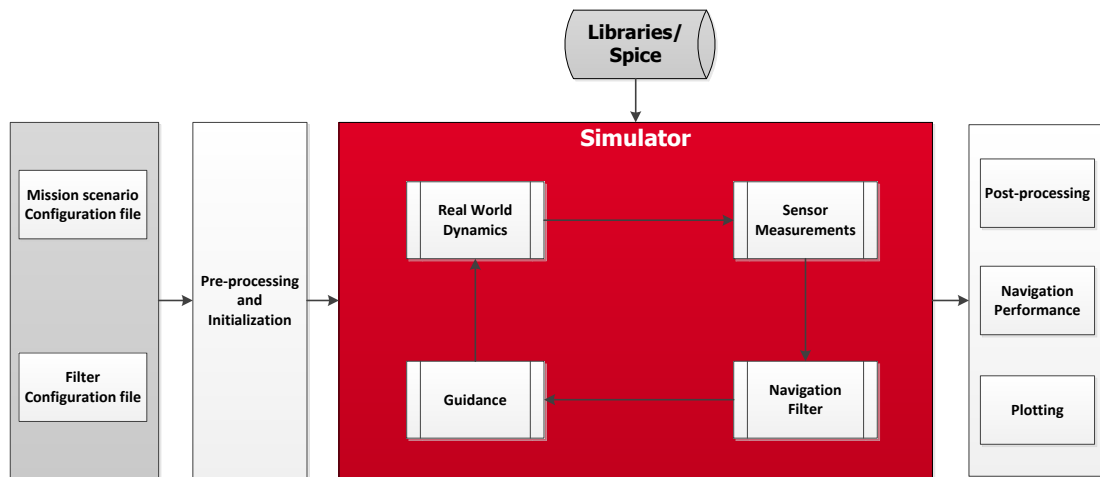 Libraries/
Spice
Simulator
Mission scenario
Configuration file
Filter
Configuration file
Pre-processing
and
Initialization
Real World
Dynamics
Sensor
Measurements
Guidance
Navigation
Filter
Post-processing
Navigation
Performance
Plotting